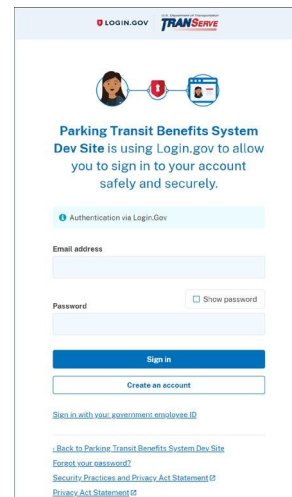 LOGIN.GOV
U.S. Department of Transportation
TRANServe
Parking Transit Benefits System
Dev Site is using Login.gov to allow
you to sign in to your account
safely and securely.
Authentication via Login.Gov
Email address
Show password
Password
Sign in
Create an account
Sign in with your government employee ID
‹ Back to Parking Transit Benefits System Dev Site
Forgot your password?
Security Practices and Privacy Act Statement
Privacy Act Statement